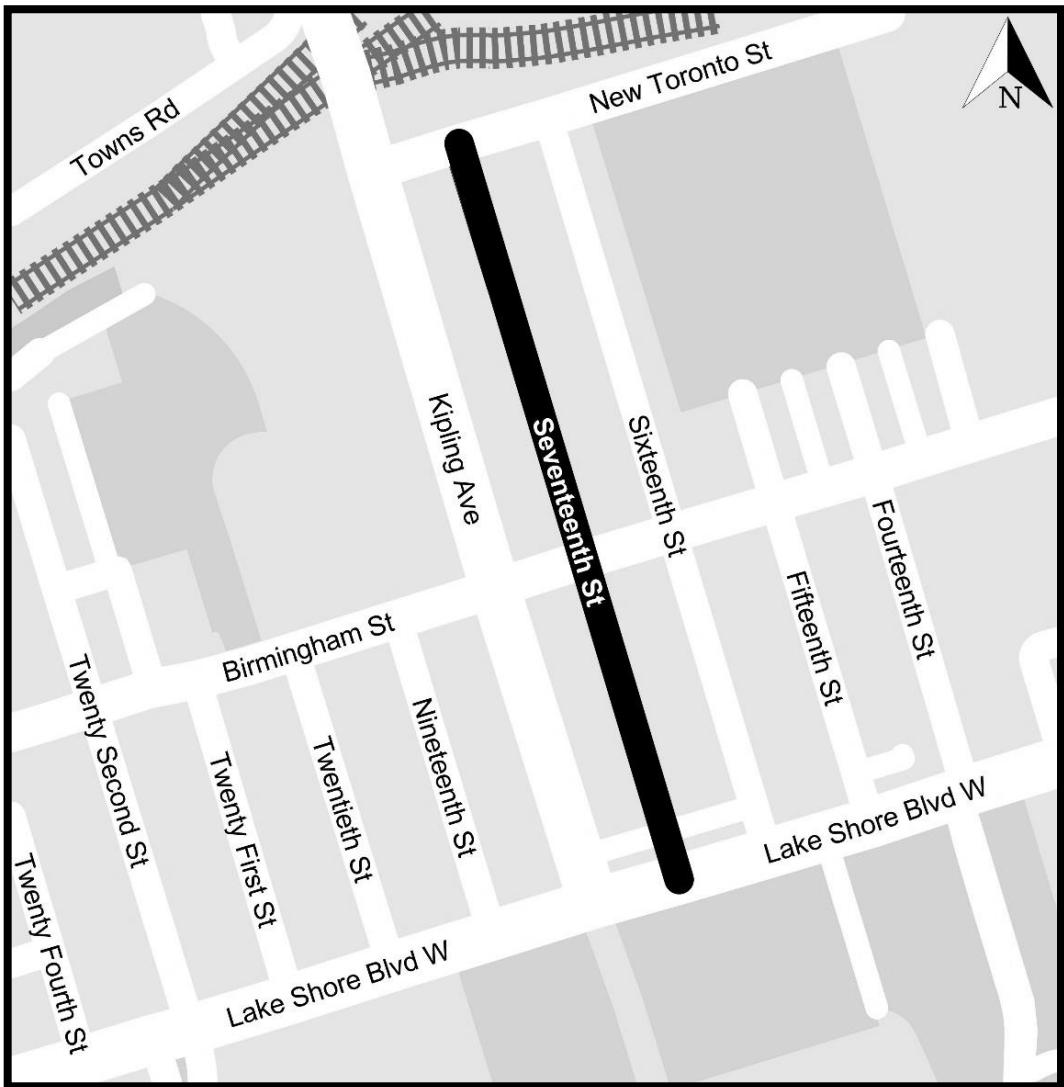 New Toronto St
Towns Rd
N
Kipling Ave
Seventeenth St
Sixteenth St
Fourteenth St
Fifteenth St
Birmingham St
Twenty Second St
Nineteenth St
Twentieth St
Twenty First St
Lake Shore Blvd W
Twenty Fourth St
Lake Shore Blvd W